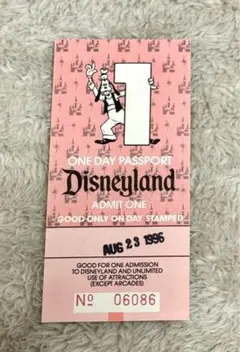 1
ONE DAY PASSPORT
Disneyland
ADMIT ONE
GOOD ONLY ON DAY STAMPED
AUG 23 1996
GOOD FOR ONE ADMISSION
TO DISNEYLAND AND UNLIMITED
USE OF ATTRACTIONS
(EXCEPT ARCADES)
Nº 06086